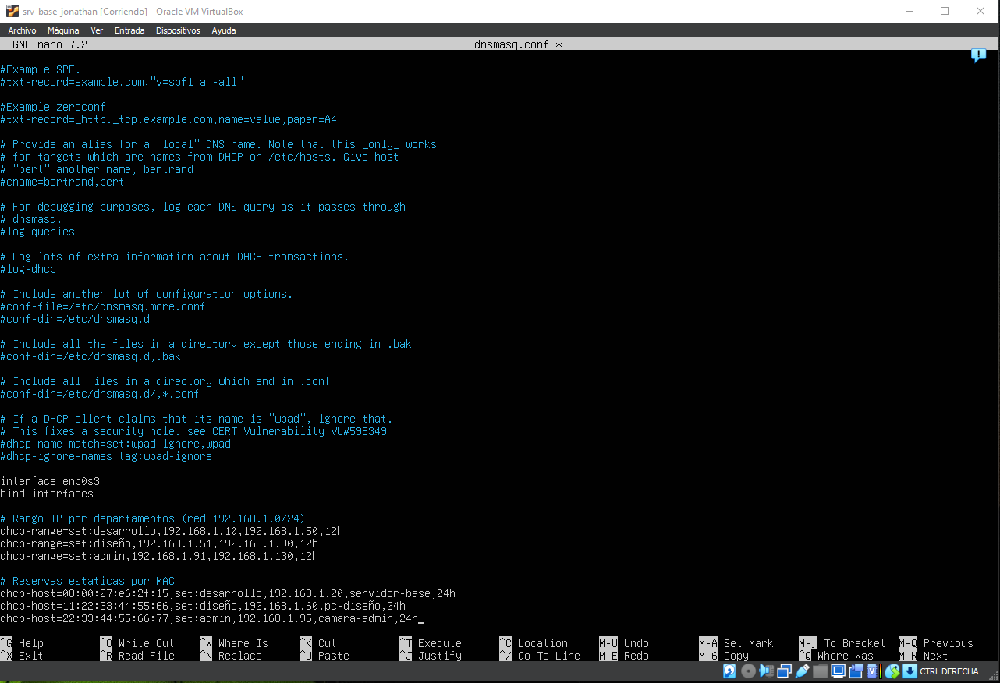 srv-base-jonathan [Corriendo] - Oracle VM VirtualBox
Archivo Máquina Ver Entrada Dispositivos Ayuda
GNU nano 7.2 dnsmasq.conf *
#Example SPF.
#txt-record=example.com,"v=spf1 a -all"
#Example zeroconf
#txt-record=_http._tcp.example.com,name=value,paper=A4
# Provide an alias for a "local" DNS name. Note that this _only_ works
# for targets which are names from DHCP or /etc/hosts. Give host
# "bert" another name, bertrand
#cname=bertrand,bert
# For debugging purposes, log each DNS query as it passes through
# dnsmasq.
#log-queries
# Log lots of extra information about DHCP transactions.
#log-dhcp
# Include another lot of configuration options.
#conf-file=/etc/dnsmasq.more.conf
#conf-dir=/etc/dnsmasq.d
# Include all the files in a directory except those ending in .bak
#conf-dir=/etc/dnsmasq.d,.bak
# Include all files in a directory which end in .conf
#conf-dir=/etc/dnsmasq.d/,*.conf
# If a DHCP client claims that its name is "wpad", ignore that.
# This fixes a security hole. see CERT Vulnerability VU#598349
#dhcp-name-match=set:wpad-ignore,wpad
#dhcp-ignore-names=tag:wpad-ignore
interface=enp0s3
bind-interfaces
# Rango IP por departamentos (red 192.168.1.0/24)
dhcp-range=set:desarrollo,192.168.1.10,192.168.1.50,12h
dhcp-range=set:diseño,192.168.1.51,192.168.1.90,12h
dhcp-range=set:admin,192.168.1.91,192.168.1.130,12h
# Reservas estaticas por MAC
dhcp-host=08:00:27:e6:2f:15,set:desarrollo,192.168.1.20,servidor-base,24h
dhcp-host=11:22:33:44:55:66,set:diseño,192.168.1.60,pc-diseño,24h
dhcp-host=22:33:44:55:66:77,set:admin,192.168.1.95,camara-admin,24h_
^G Help ^O Write Out ^W Where Is ^K Cut ^T Execute ^C Location M-U Undo M-A Set Mark M-] To Bracket M-Q Previous
^X Exit ^R Read File ^\ Replace ^U Paste ^J Justify ^/ Go To Line M-E Redo M-6 Copy ^Q Where Was M-W Next
CTRL DERECHA